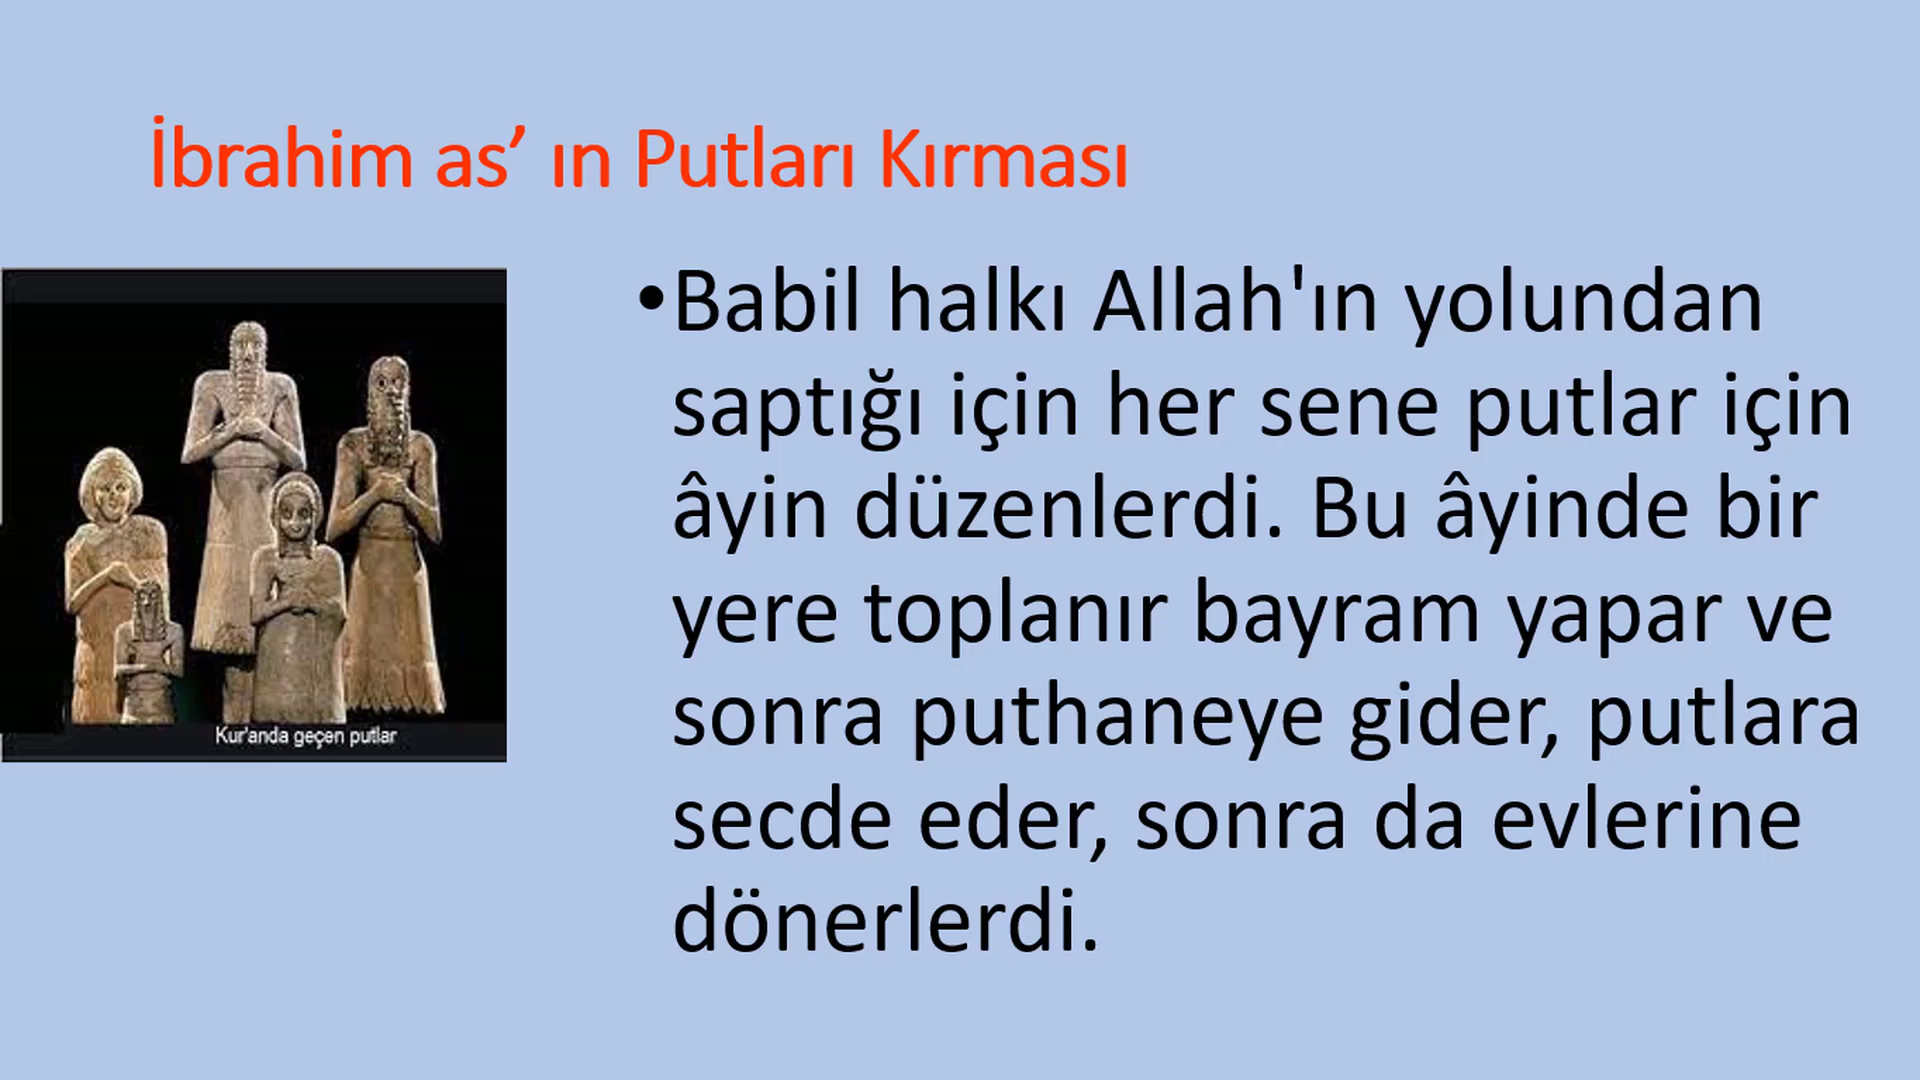 İbrahim as’ ın Putları Kırması
•Babil halkı Allah'ın yolundan
saptığı için her sene putlar için
âyin düzenlerdi. Bu âyinde bir
yere toplanır bayram yapar ve
sonra puthaneye gider, putlara
secde eder, sonra da evlerine
dönerlerdi.
Kur'anda geçen putlar